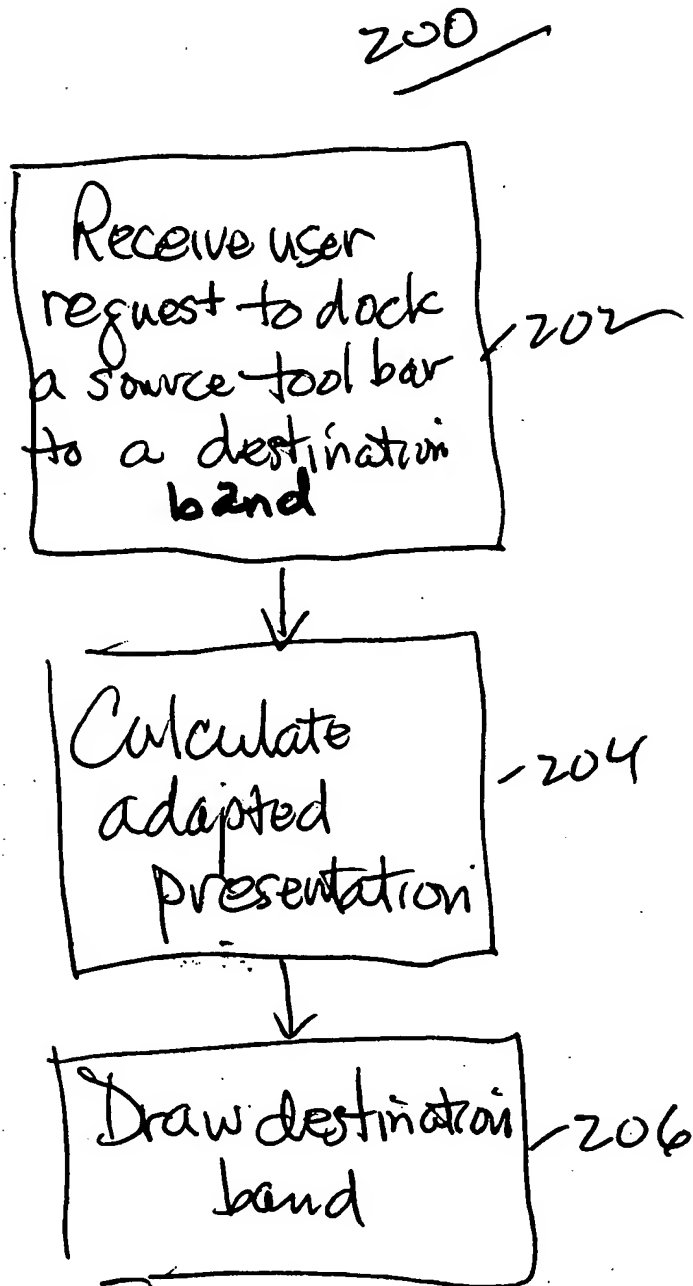 200
Receive user
request to dock
a source tool bar
to a destination
band
202
Calculate
adapted
presentation
204
Draw destination
band
206